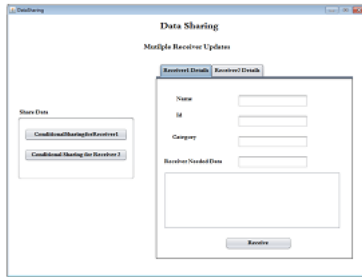 DataSharing
Data Sharing
Mutilple Receiver Updates
Receiver1 Details
Receiver2 Details
Name
Id
Category
Receiver Needed Data
Share Data
ConditionalSharingforReceiver1
Conditional Sharing for Receiver 2
Receive